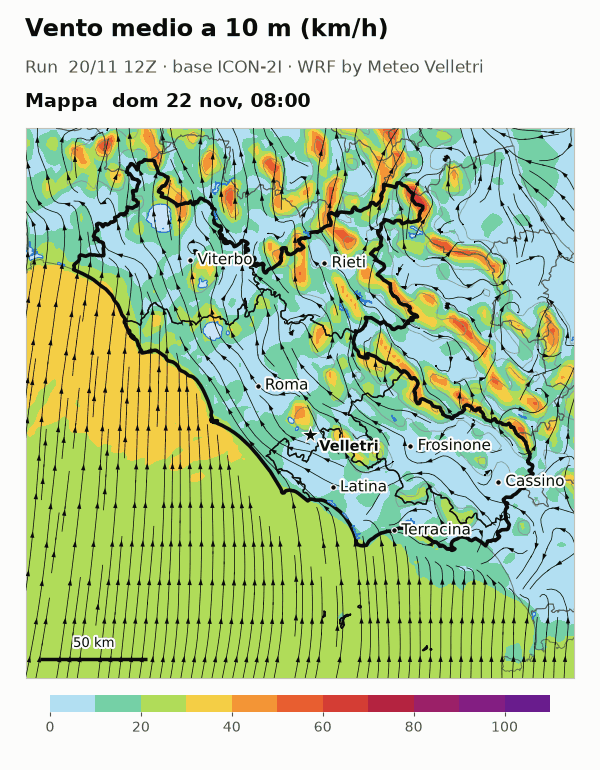 Vento medio a 10 m (km/h)
Run  20/11 12Z · base ICON-2I · WRF by Meteo Velletri
Mappa  dom 22 nov, 08:00
Viterbo
Rieti
Roma
Velletri
Frosinone
Latina
Cassino
Terracina
50 km
0 20 40 60 80 100